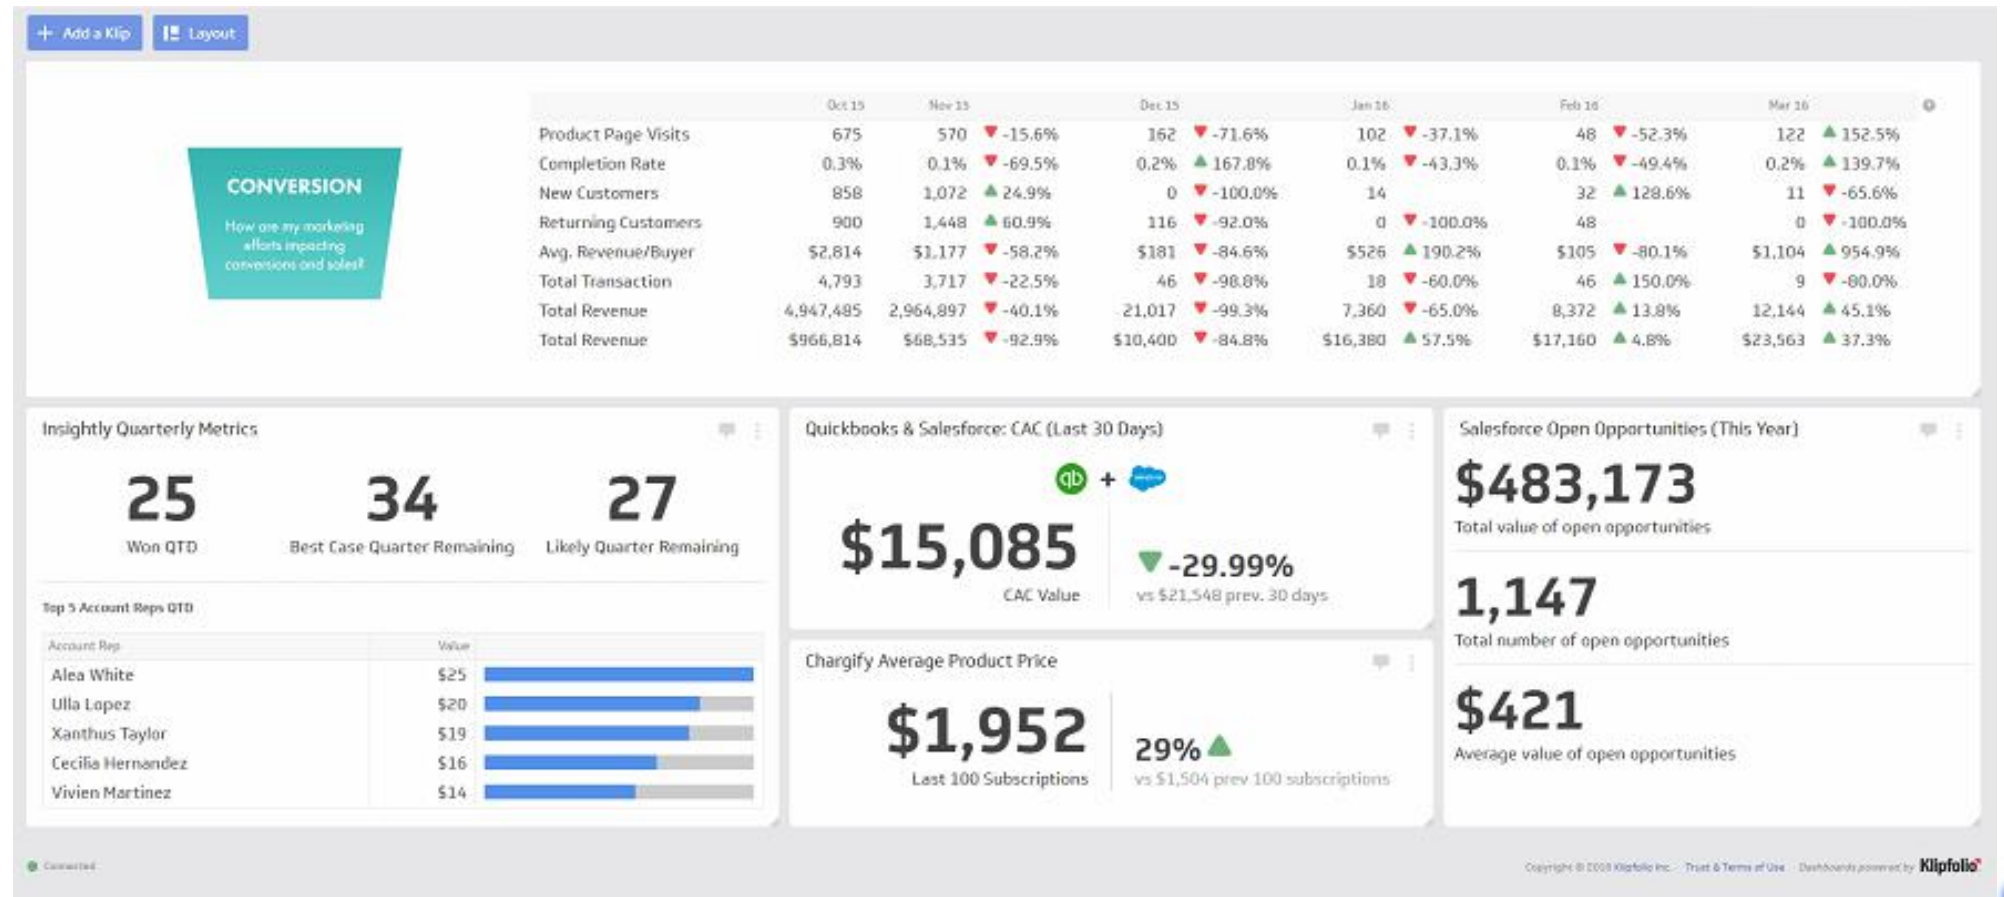 + Add a Klip Layout
CONVERSION
How are my marketing
efforts impacting
conversions and sales?
Oct 15 Nov 15 Dec 15 Jan 16 Feb 16 Mar 16
Product Page Visits 675 570 ▼ -15.6% 162 ▼ -71.6% 102 ▼ -37.1% 48 ▼ -52.3% 122 ▲ 152.5%
Completion Rate 0.3% 0.1% ▼ -69.5% 0.2% ▲ 167.8% 0.1% ▼ -43.3% 0.1% ▼ -49.4% 0.2% ▲ 139.7%
New Customers 858 1,072 ▲ 24.9% 0 ▼ -100.0% 14 32 ▲ 128.6% 11 ▼ -65.6%
Returning Customers 900 1,448 ▲ 60.9% 116 ▼ -92.0% 0 ▼ -100.0% 48 0 ▼ -100.0%
Avg. Revenue/Buyer $2,814 $1,177 ▼ -58.2% $181 ▼ -84.6% $526 ▲ 190.2% $105 ▼ -80.1% $1,104 ▲ 954.9%
Total Transaction 4,793 3,717 ▼ -22.5% 46 ▼ -98.8% 18 ▼ -60.0% 46 ▲ 150.0% 9 ▼ -80.0%
Total Revenue 4,947,485 2,964,897 ▼ -40.1% 21,017 ▼ -99.3% 7,360 ▼ -65.0% 8,372 ▲ 13.8% 12,144 ▲ 45.1%
Total Revenue $966,814 $68,535 ▼ -92.9% $10,400 ▼ -84.8% $16,380 ▲ 57.5% $17,160 ▲ 4.8% $23,563 ▲ 37.3%
Insightly Quarterly Metrics
25 34 27
Won QTD Best Case Quarter Remaining Likely Quarter Remaining
Top 5 Account Reps QTD
Account Rep Value
Alea White $25
Ulla Lopez $20
Xanthus Taylor $19
Cecilia Hernandez $16
Vivien Martinez $14
Quickbooks & Salesforce: CAC (Last 30 Days)
qb +
$15,085 ▼ -29.99%
CAC Value vs $21,548 prev. 30 days
Chargify Average Product Price
$1,952 29% ▲
Last 100 Subscriptions vs $1,504 prev 100 subscriptions
Salesforce Open Opportunities (This Year)
$483,173
Total value of open opportunities
1,147
Total number of open opportunities
$421
Average value of open opportunities
Connected
Copyright © Klipfolio Inc. Trust & Terms of Use Dashboards powered by Klipfolio